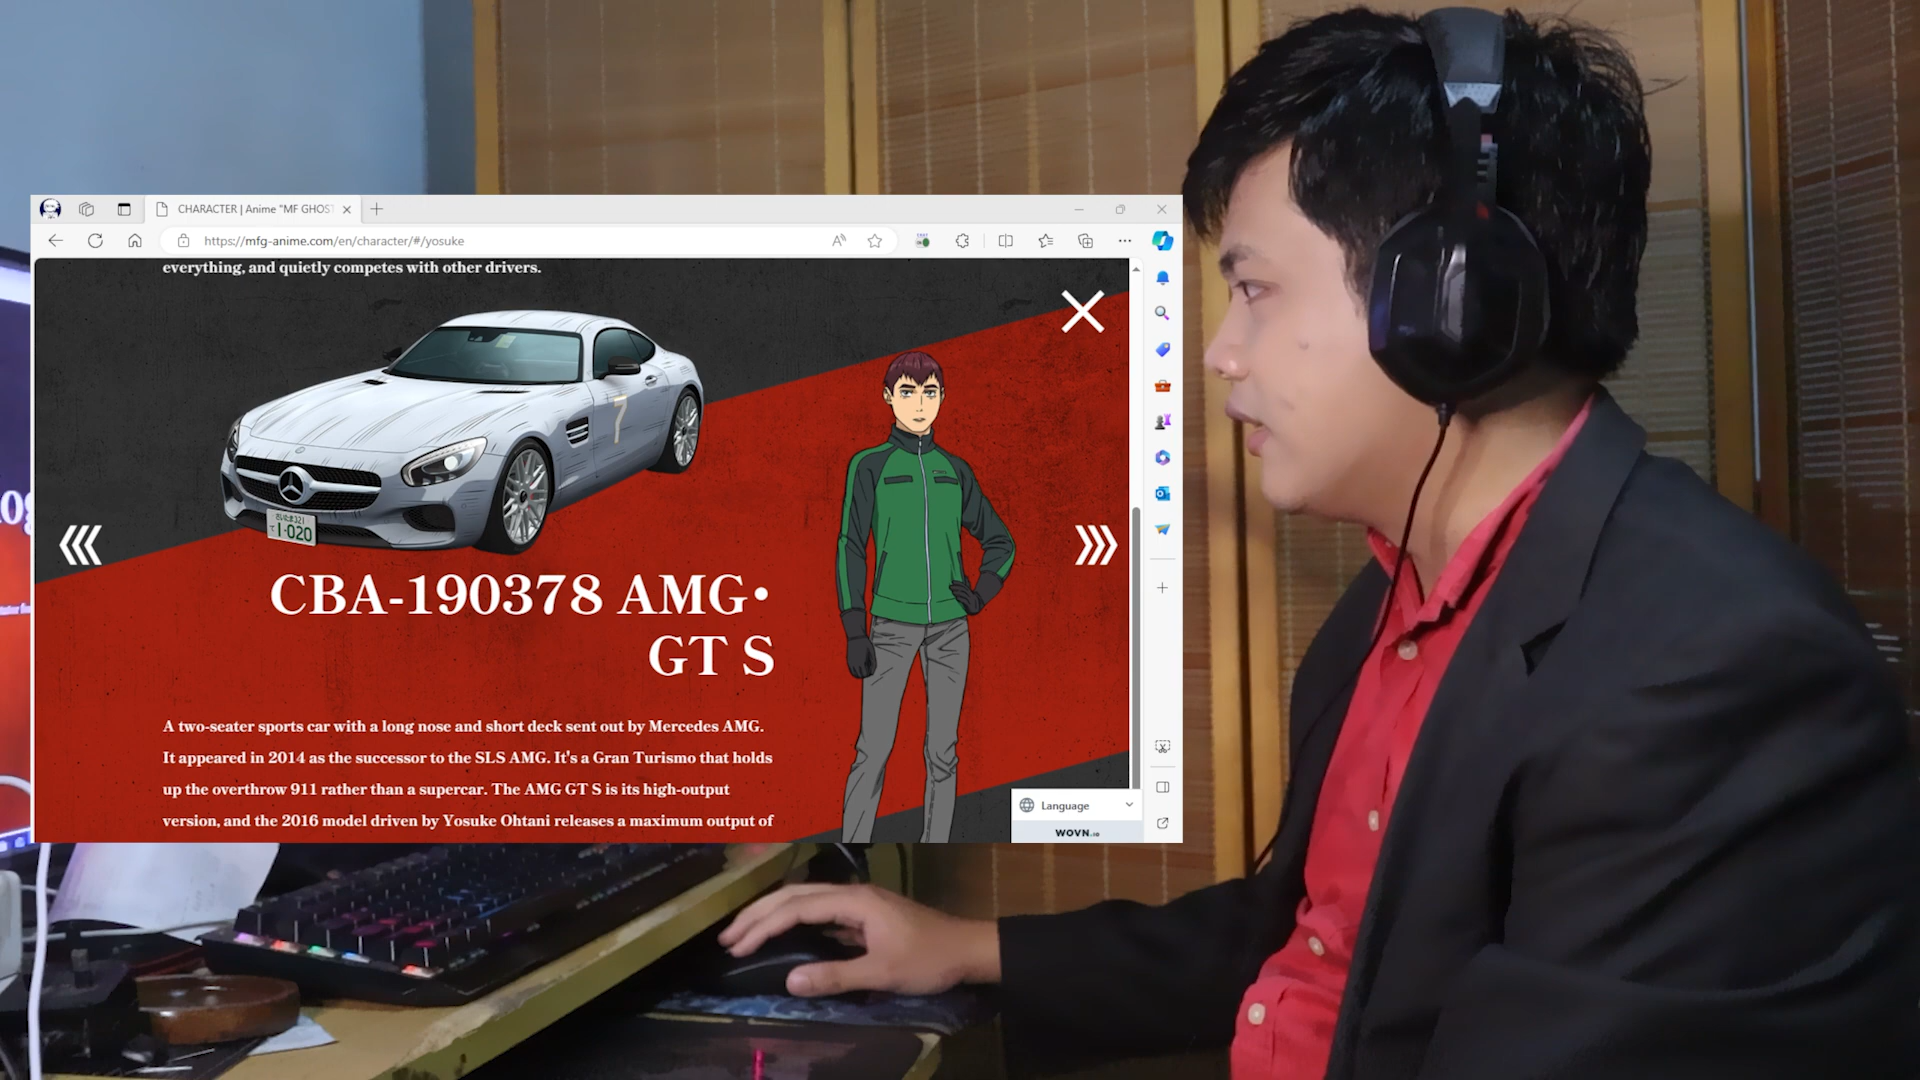 CHARACTER | Anime "MF GHOST
https://mfg-anime.com/en/character/#/yosuke
everything, and quietly competes with other drivers.
7
1-020
CBA-190378 AMG•
GT S
A two-seater sports car with a long nose and short deck sent out by Mercedes AMG.
It appeared in 2014 as the successor to the SLS AMG. It's a Gran Turismo that holds
up the overthrow 911 rather than a supercar. The AMG GT S is its high-output
version, and the 2016 model driven by Yosuke Ohtani releases a maximum output of
Language
WOVN.io